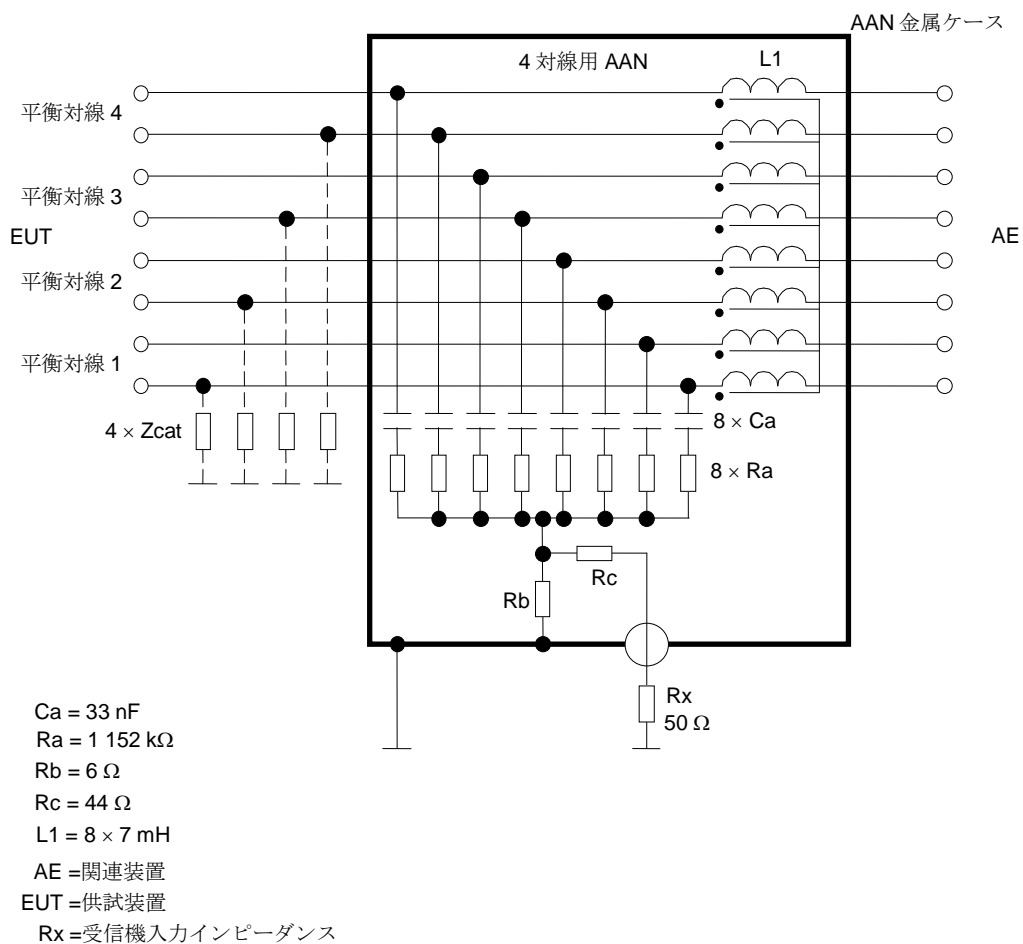 AAN 金属ケース
4 対線用 AAN
L1
平衡対線 4
平衡対線 3
EUT
AE
平衡対線 2
平衡対線 1
4 × Zcat
8 × Ca
8 × Ra
Rc
Rb
Rx
50 Ω
Ca = 33 nF
Ra = 1 152 kΩ
Rb = 6 Ω
Rc = 44 Ω
L1 = 8 × 7 mH
AE =関連装置
EUT =供試装置
Rx =受信機入力インピーダンス